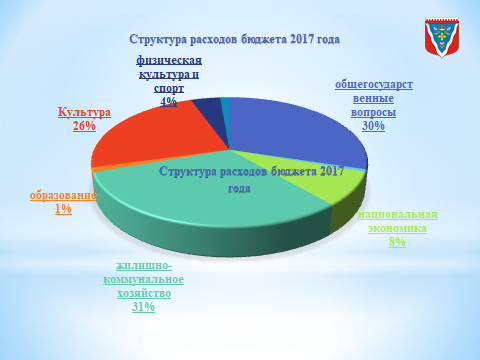 Структура расходов бюджета 2017 года
физическая
культура и
спорт
4%
общегосударст
венные
вопросы
30%
Культура
26%
Структура расходов бюджета 2017
года
образование
1%
национальная
экономика
8%
жилищно-
коммунальное
хозяйство
31%